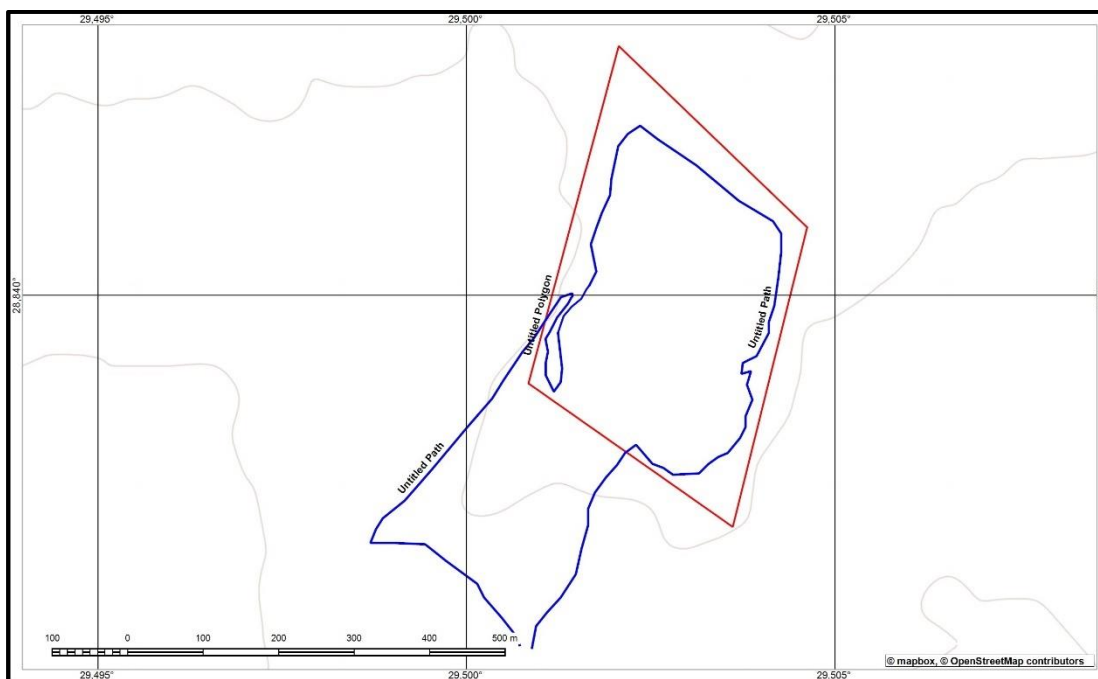 29,495° 29,500° 29,505°
28,840°
Untitled Polygon
Untitled Path
Untitled Path
100 0 100 200 300 400 500 m
© mapbox, © OpenStreetMap contributors
29,495° 29,500° 29,505°